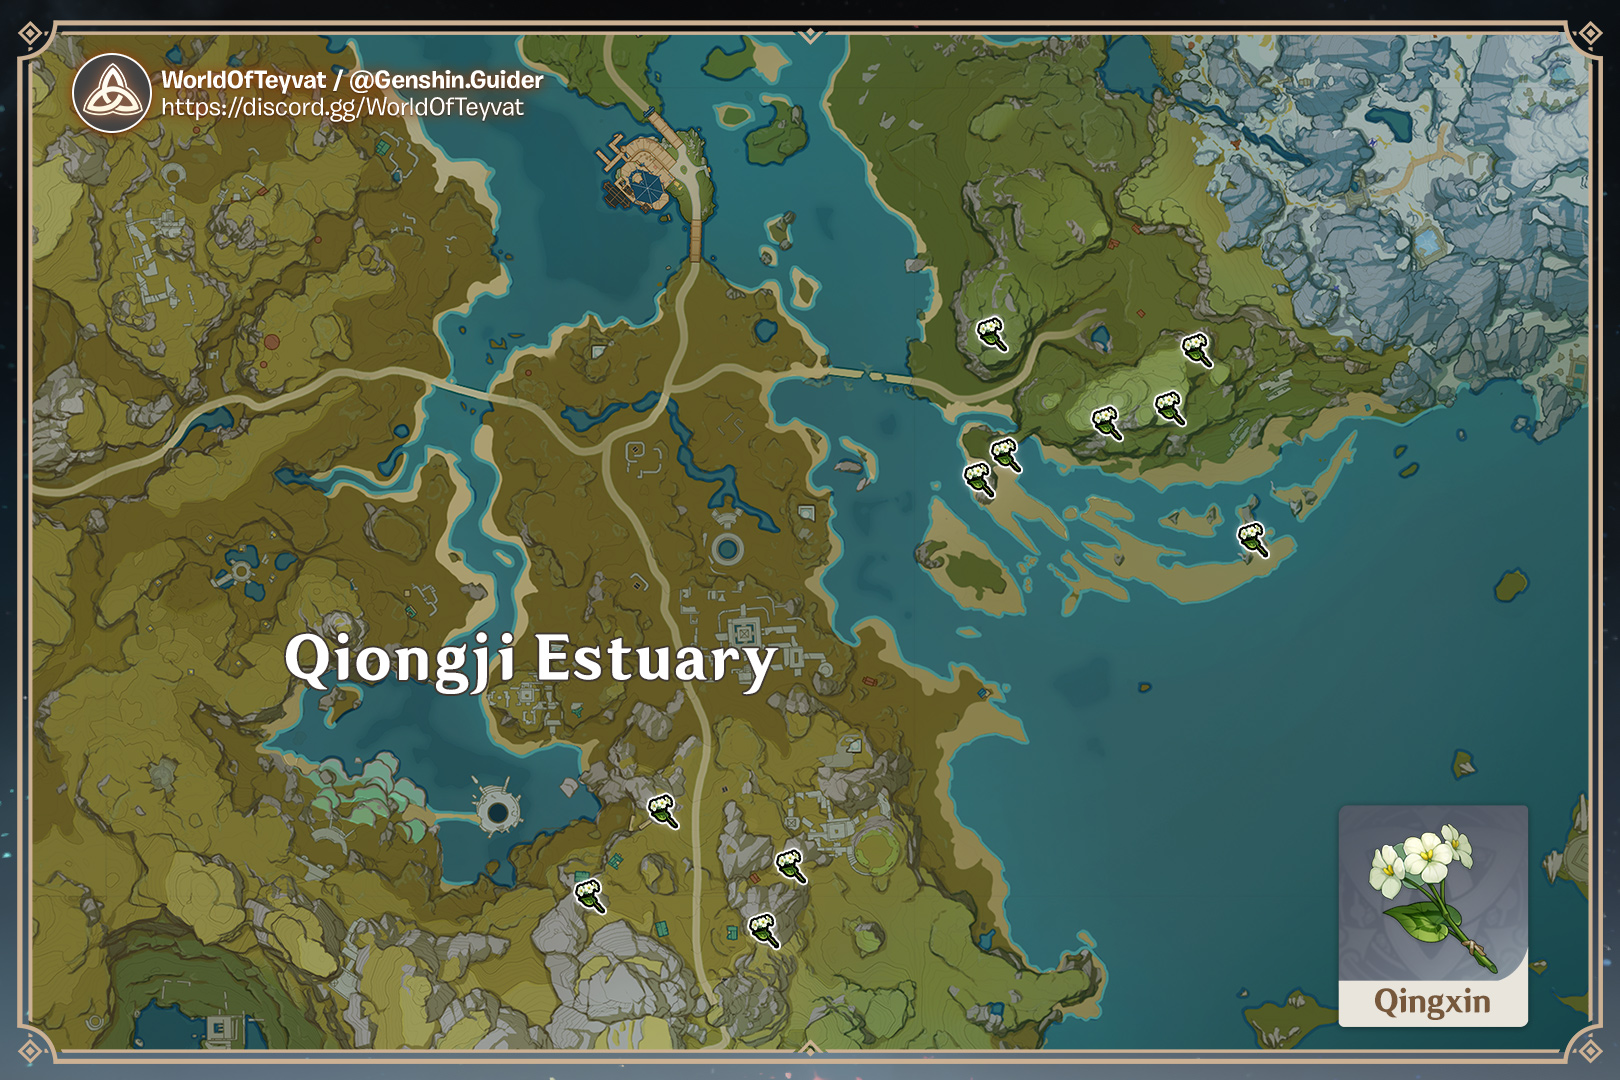 WorldOfTeyvat / @Genshin.Guider
https://discord.gg/WorldOfTeyvat
Qiongji Estuary
Qingxin